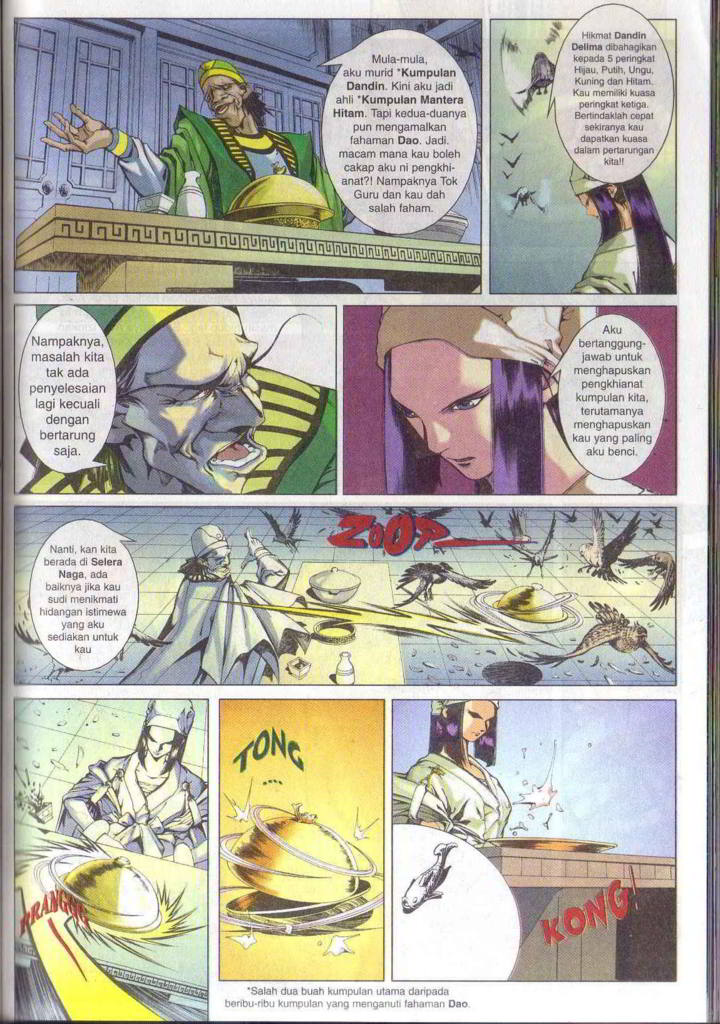 Mula-mula,
aku murid *Kumpulan
Dandin. Kini aku jadi
ahli *Kumpulan Mantera
Hitam. Tapi kedua-duanya
pun mengamalkan
fahaman Dao. Jadi.
macam mana kau boleh
cakap aku ni pengkhi-
anat?! Nampaknya Tok
Guru dan kau dah
salah faham.
Hikmat Dandin
Delima dibahagikan
kepada 5 peringkat
Hijau, Putih, Ungu,
Kuning dan Hitam.
Kau memiliki kuasa
peringkat ketiga.
Bertindaklah cepat
sekiranya kau
dapatkan kuasa
dalam pertarungan
kita!!
Nampaknya,
masalah kita
tak ada
penyelesaian
lagi kecuali
dengan
bertarung
saja.
Aku
bertanggung-
jawab untuk
menghapuskan
pengkhianat
kumpulan kita,
terutamanya
menghapuskan
kau yang paling
aku benci.
ZOOP
Nanti, kan kita
berada di Selera
Naga, ada
baiknya jika kau
sudi menikmati
hidangan istimewa
yang aku
sediakan untuk
kau
PRANGGG
TONG
....
KONG!
*Salah dua buah kumpulan utama daripada
beribu-ribu kumpulan yang menganuti fahaman Dao.